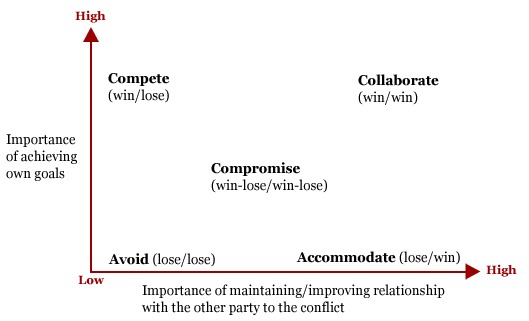 High
Compete
(win/lose)
Collaborate
(win/win)
Importance
of achieving
own goals
Compromise
(win-lose/win-lose)
Avoid (lose/lose)
Accommodate (lose/win)
High
Low
Importance of maintaining/improving relationship
with the other party to the conflict